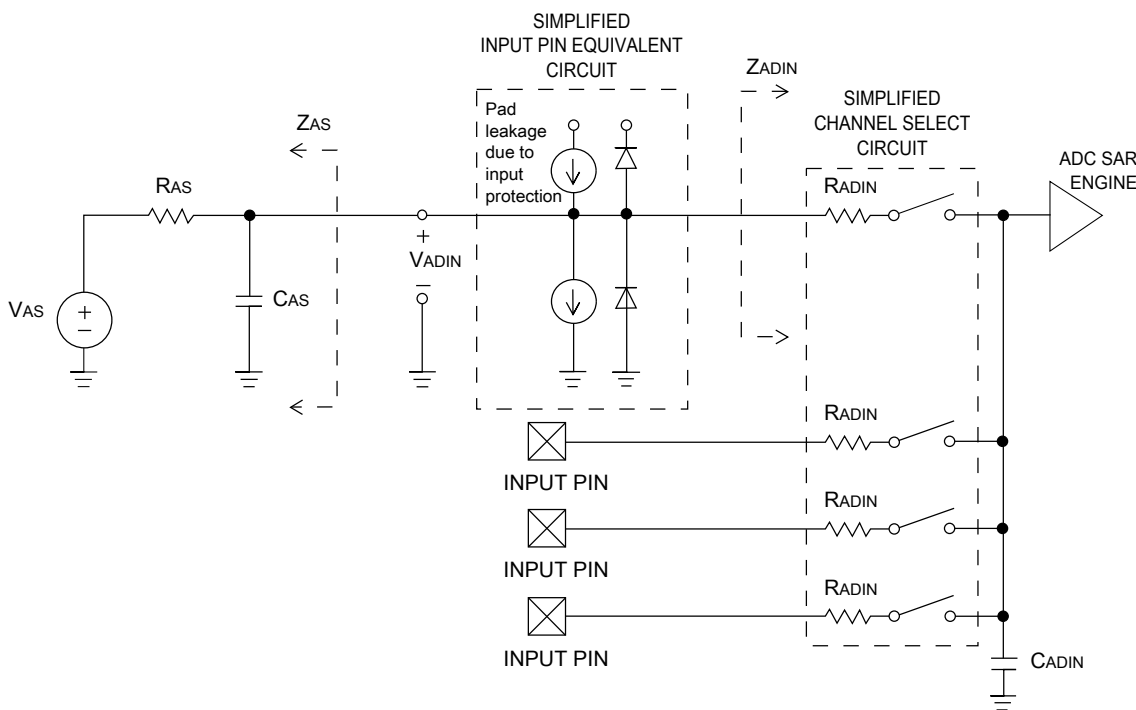 SIMPLIFIED
INPUT PIN EQUIVALENT
CIRCUIT
ZADIN
SIMPLIFIED
CHANNEL SELECT
CIRCUIT
Pad
leakage
due to
input
protection
ZAS
RAS
RADIN
ADC SAR
ENGINE
+
VADIN
–
CAS
VAS
+
–
RADIN
INPUT PIN
RADIN
INPUT PIN
RADIN
INPUT PIN
CADIN